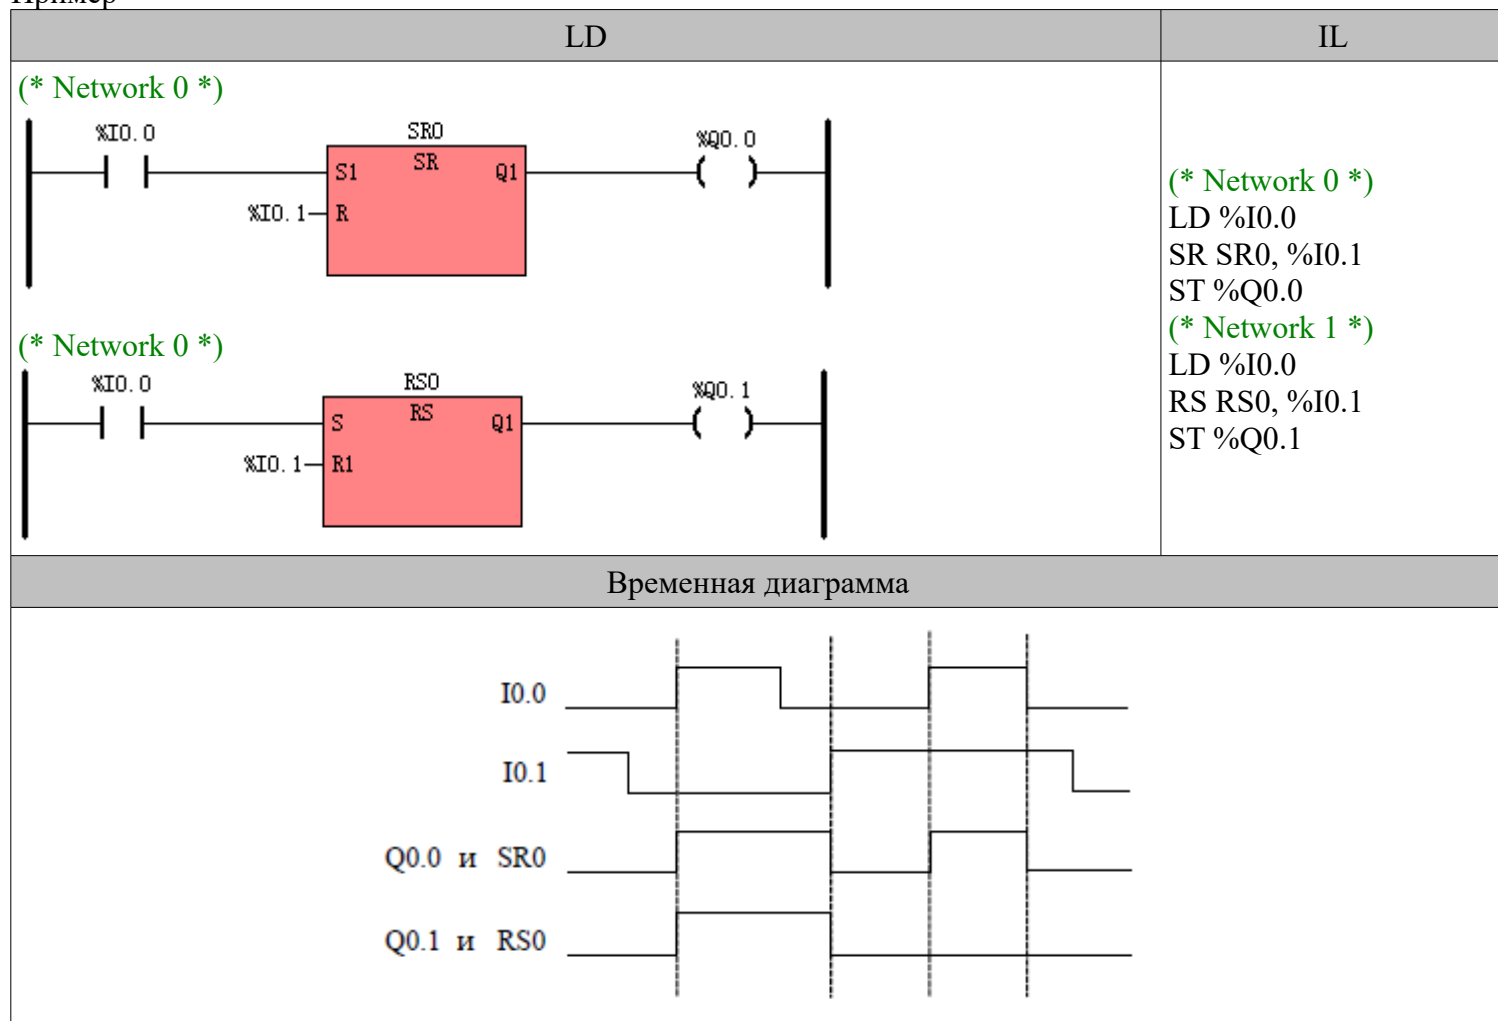 Пример
LD
IL
(* Network 0 *)
%I0.0
SR0
SR
S1
Q1
%I0.1
R
%Q0.0
(* Network 0 *)
%I0.0
RS0
RS
S
Q1
%I0.1
R1
%Q0.1
(* Network 0 *)
LD %I0.0
SR SR0, %I0.1
ST %Q0.0
(* Network 1 *)
LD %I0.0
RS RS0, %I0.1
ST %Q0.1
Временная диаграмма
I0.0
I0.1
Q0.0 и SR0
Q0.1 и RS0